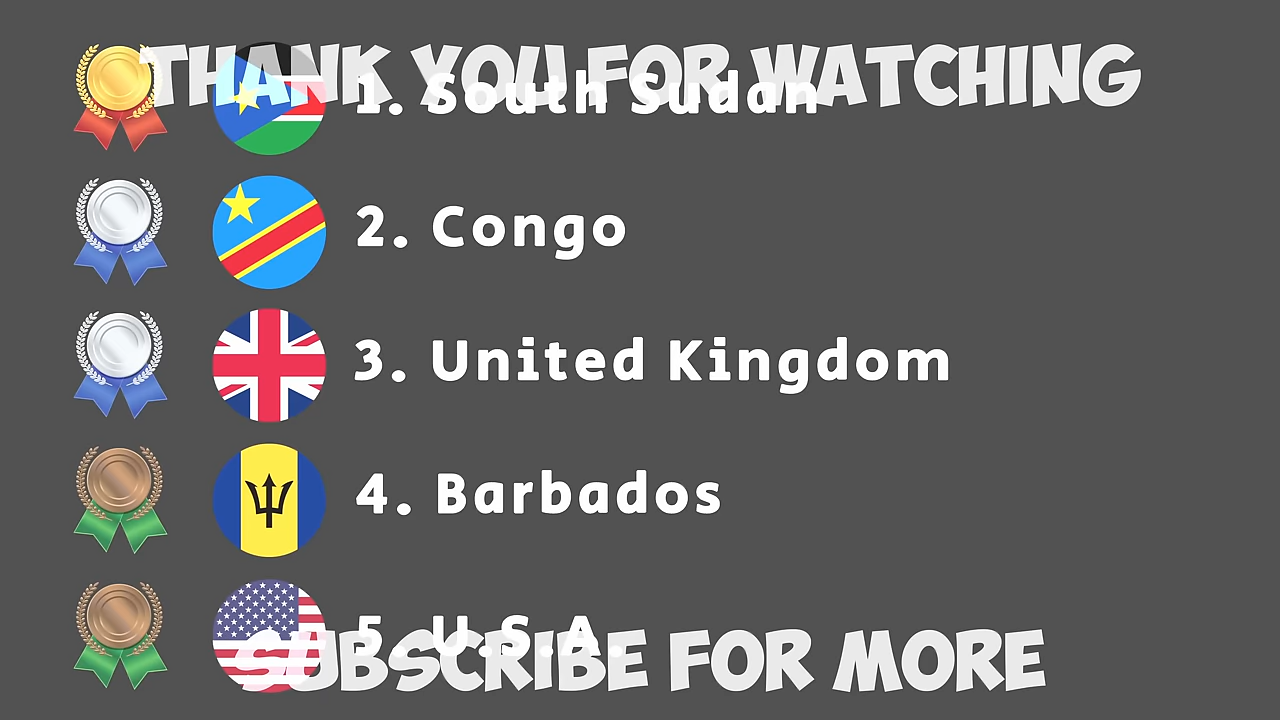 THANK YOU FOR WATCHING
1. South Sudan
2. Congo
3. United Kingdom
4. Barbados
5. U.S.A.
SUBSCRIBE FOR MORE